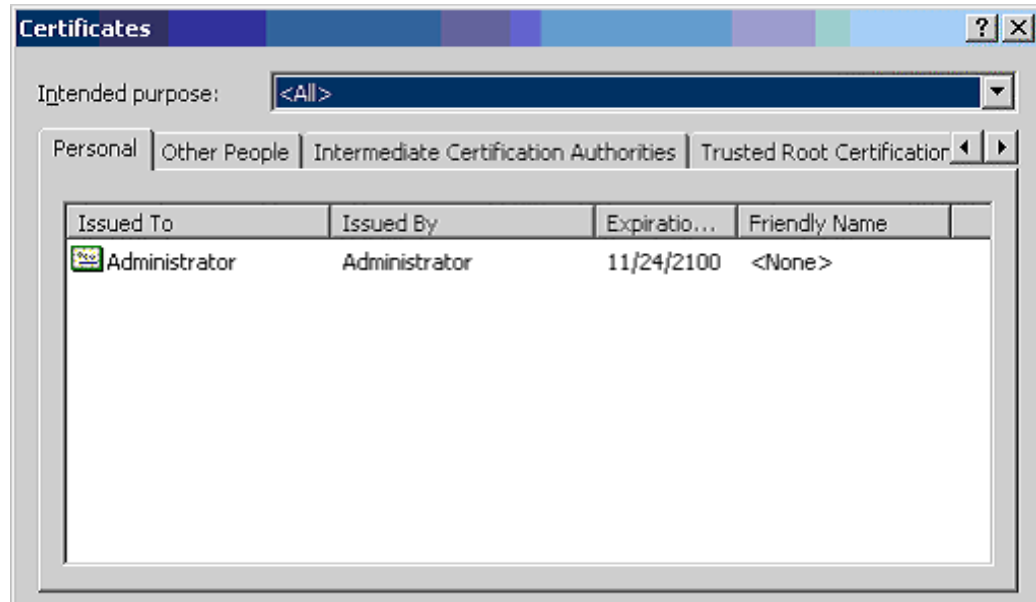 Certificates
Intended purpose: <All>
Personal Other People Intermediate Certification Authorities Trusted Root Certification
Issued To Issued By Expiratio... Friendly Name
Administrator Administrator 11/24/2100 <None>